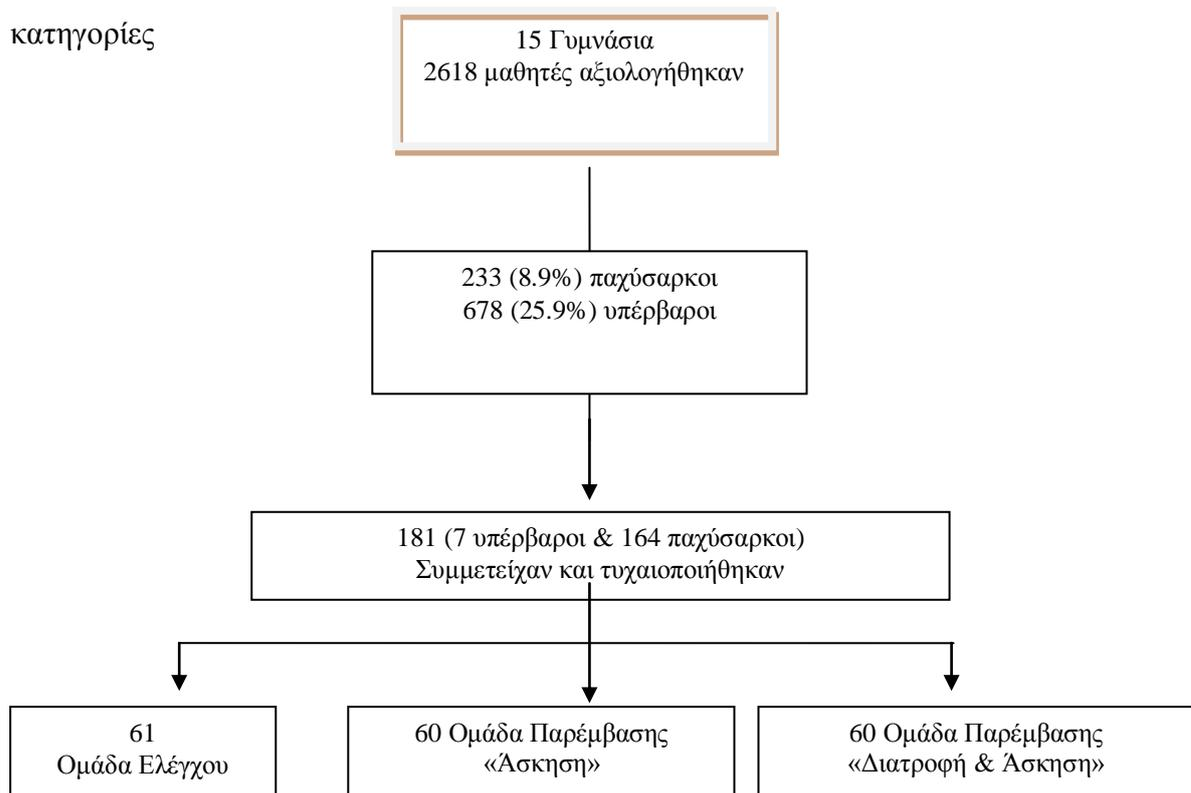 κατηγορίες
15 Γυμνάσια
2618 μαθητές αξιολογήθηκαν
233 (8.9%) παχύσαρκοι
678 (25.9%) υπέρβαροι
181 (7 υπέρβαροι & 164 παχύσαρκοι)
Συμμετείχαν και τυχαιοποιήθηκαν
61
Ομάδα Ελέγχου
60 Ομάδα Παρέμβασης
«Άσκηση»
60 Ομάδα Παρέμβασης
«Διατροφή & Άσκηση»